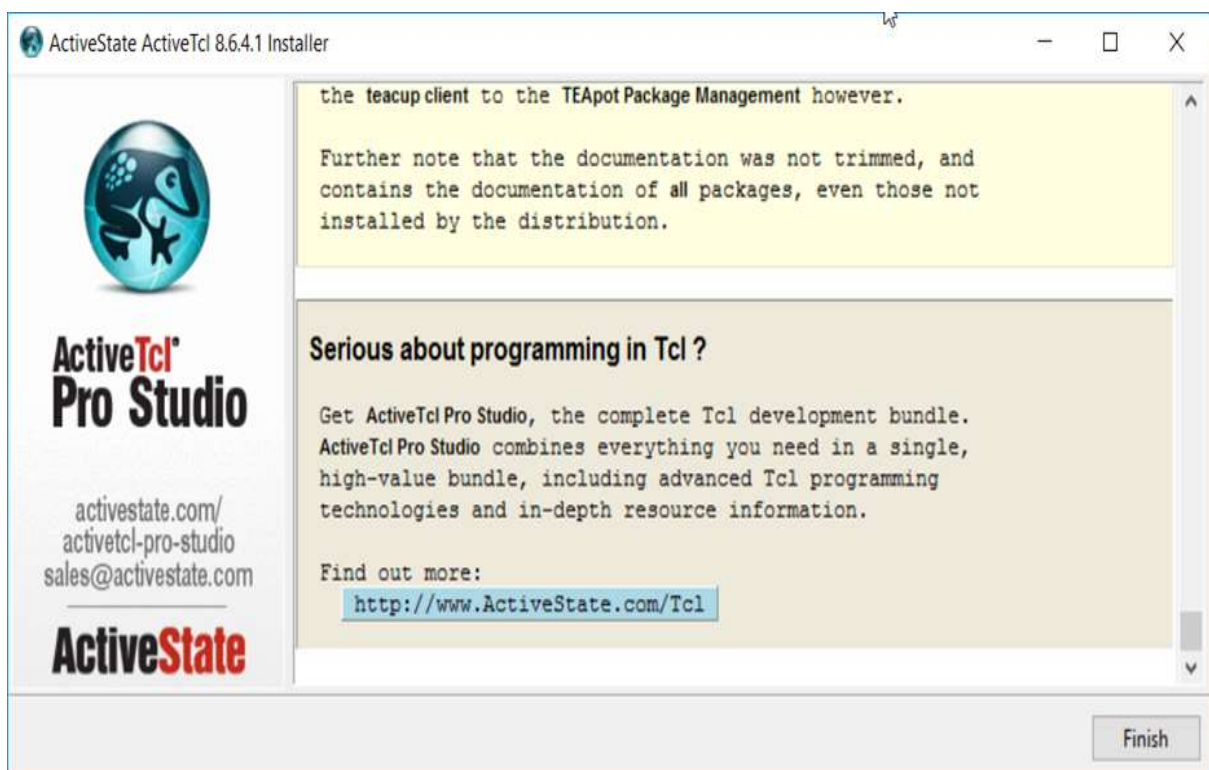 ActiveState ActiveTcl 8.6.4.1 Installer
the teacup client to the TEApot Package Management however.
Further note that the documentation was not trimmed, and
contains the documentation of all packages, even those not
installed by the distribution.
ActiveTcl®
Pro Studio
activestate.com/
activetcl-pro-studio
sales@activestate.com
ActiveState
Serious about programming in Tcl ?
Get ActiveTcl Pro Studio, the complete Tcl development bundle.
ActiveTcl Pro Studio combines everything you need in a single,
high-value bundle, including advanced Tcl programming
technologies and in-depth resource information.
Find out more:
http://www.ActiveState.com/Tcl
Finish